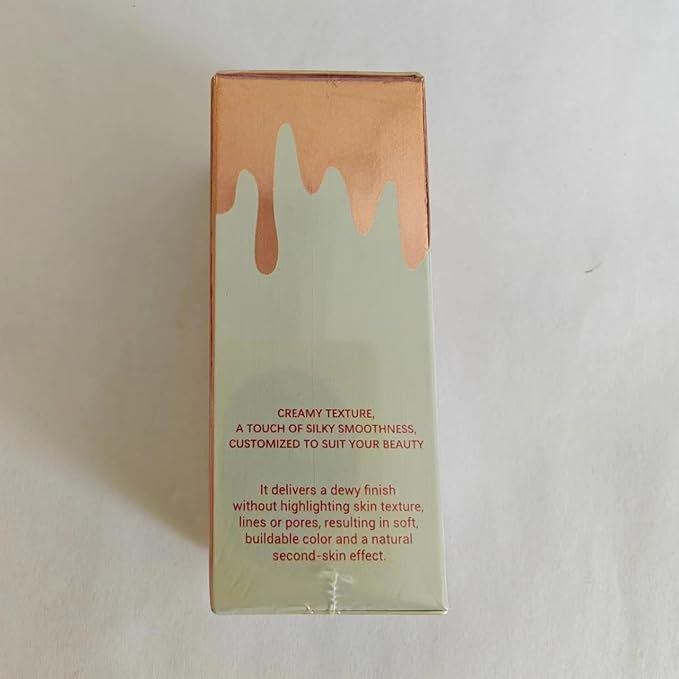 CREAMY TEXTURE,
A TOUCH OF SILKY SMOOTHNESS,
CUSTOMIZED TO SUIT YOUR BEAUTY
It delivers a dewy finish
without highlighting skin texture,
lines or pores, resulting in soft,
buildable color and a natural
second-skin effect.